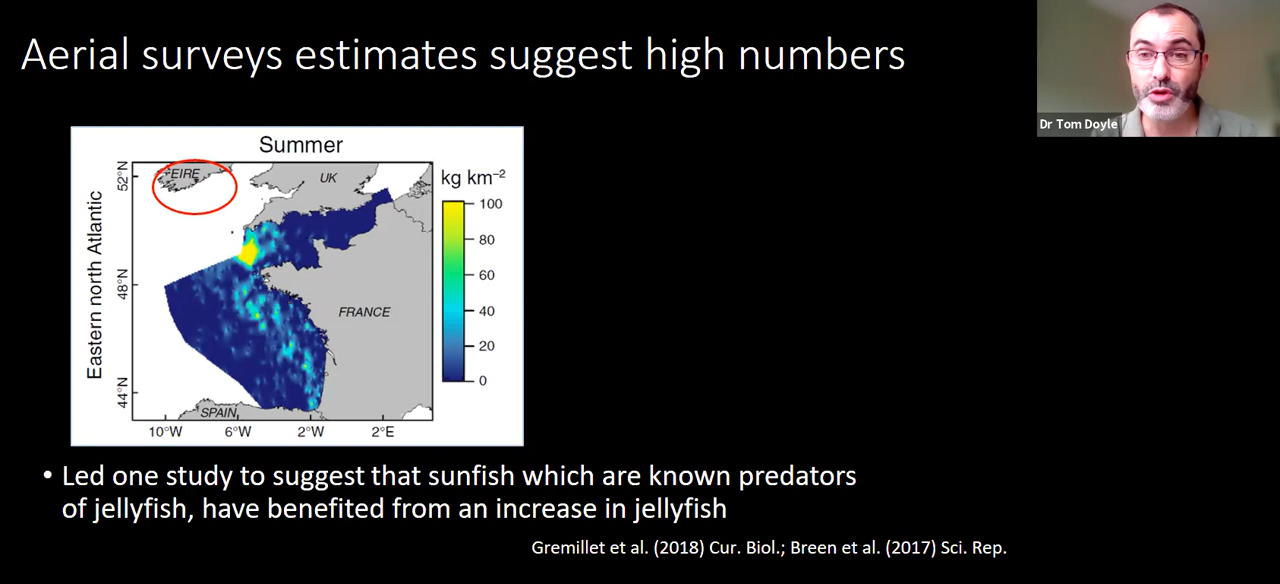 Aerial surveys estimates suggest high numbers
Dr Tom Doyle
Summer
Eastern north Atlantic
52°N
48°N
44°N
EIRE
UK
FRANCE
SPAIN
10°W 6°W 2°W 2°E
kg km⁻²
100
80
60
40
20
0
• Led one study to suggest that sunfish which are known predators
of jellyfish, have benefited from an increase in jellyfish
Gremillet et al. (2018) Cur. Biol.; Breen et al. (2017) Sci. Rep.